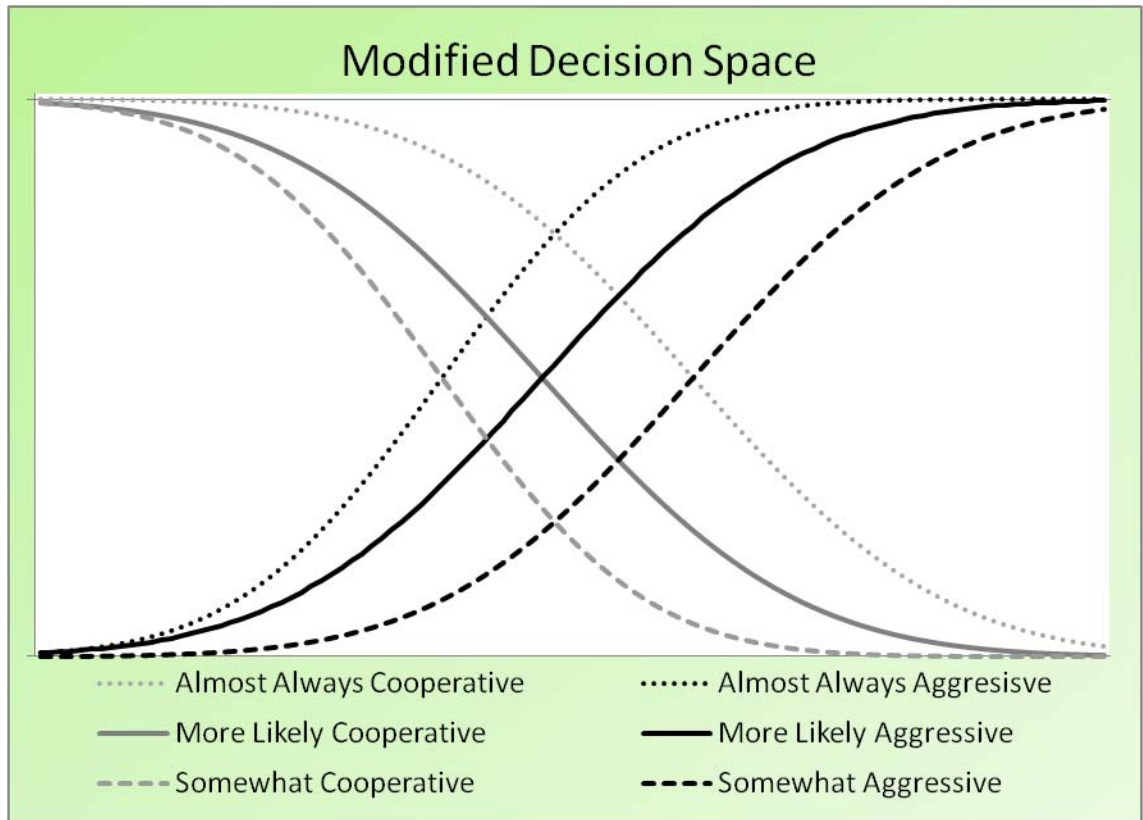 Modified Decision Space
Almost Always Cooperative
Almost Always Aggresisve
More Likely Cooperative
More Likely Aggressive
Somewhat Cooperative
Somewhat Aggressive